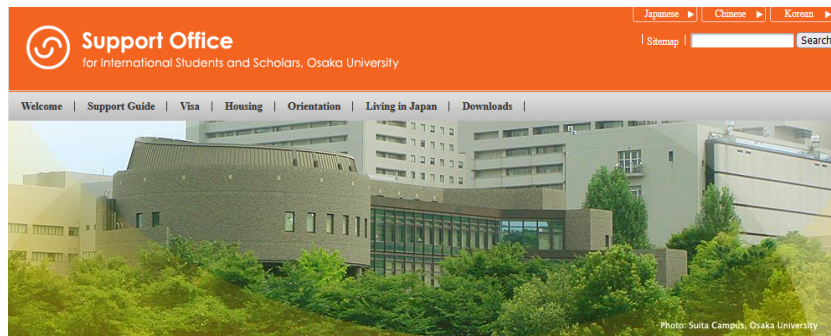 Japanese
Chinese
Korean
Support Office
for International Students and Scholars, Osaka University
Sitemap
Search
Welcome | Support Guide | Visa | Housing | Orientation | Living in Japan | Downloads |
Photo: Suita Campus, Osaka University